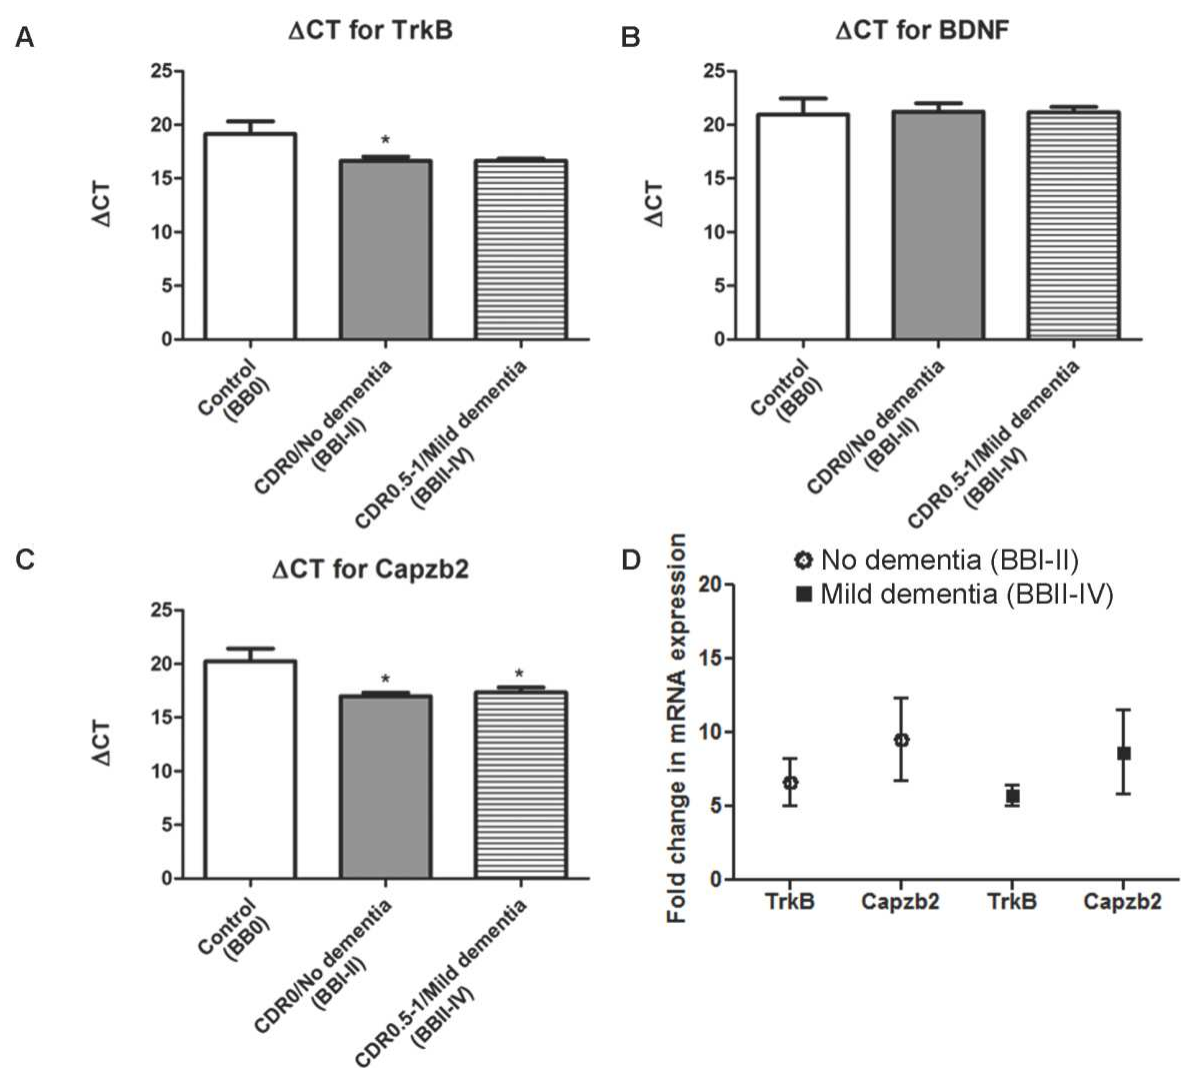 A
ΔCT for TrkB
25
20
15
10
5
0
ΔCT
*
Control
(BB0)
CDR0/No dementia
(BBI-II)
CDR0.5-1/Mild dementia
(BBII-IV)
B
ΔCT for BDNF
25
20
15
10
5
0
ΔCT
Control
(BB0)
CDR0/No dementia
(BBI-II)
CDR0.5-1/Mild dementia
(BBII-IV)
C
ΔCT for Capzb2
25
20
15
10
5
0
ΔCT
*
*
Control
(BB0)
CDR0/No dementia
(BBI-II)
CDR0.5-1/Mild dementia
(BBII-IV)
D
No dementia (BBI-II)
Mild dementia (BBII-IV)
Fold change in mRNA expression
20
15
10
5
0
TrkB Capzb2 TrkB Capzb2